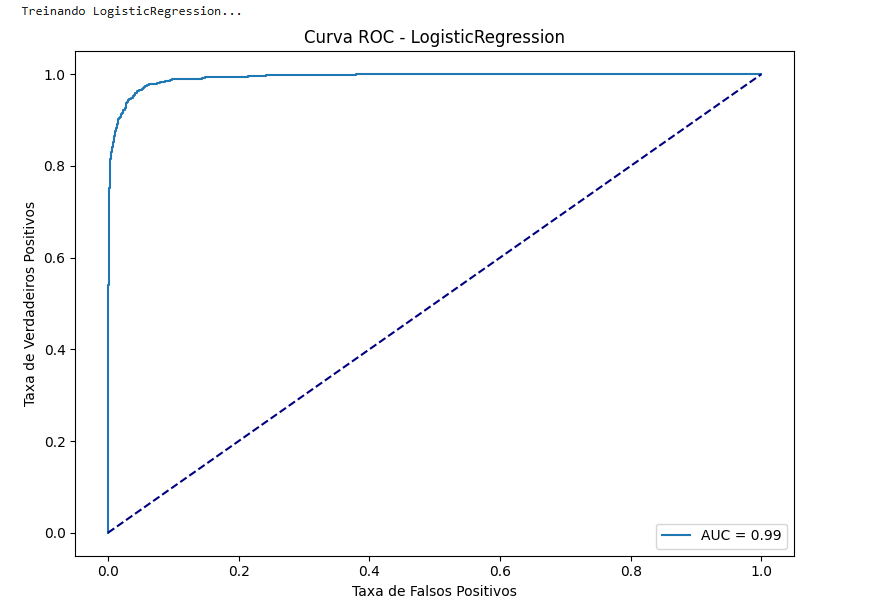 Treinando LogisticRegression...
Curva ROC - LogisticRegression
Taxa de Verdadeiros Positivos
1.0
0.8
0.6
0.4
0.2
0.0
AUC = 0.99
0.0 0.2 0.4 0.6 0.8 1.0
Taxa de Falsos Positivos